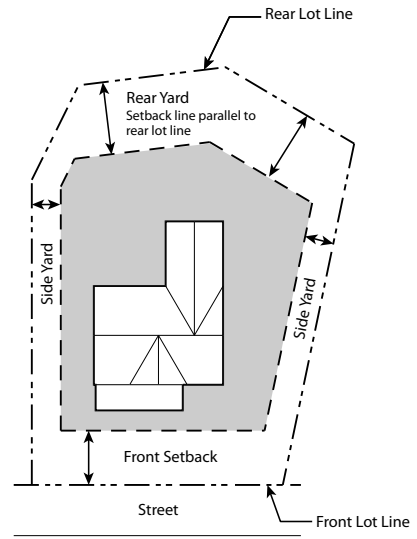 Rear Lot Line
Rear Yard
Setback line parallel to
rear lot line
Side Yard
Side Yard
Front Setback
Street
Front Lot Line